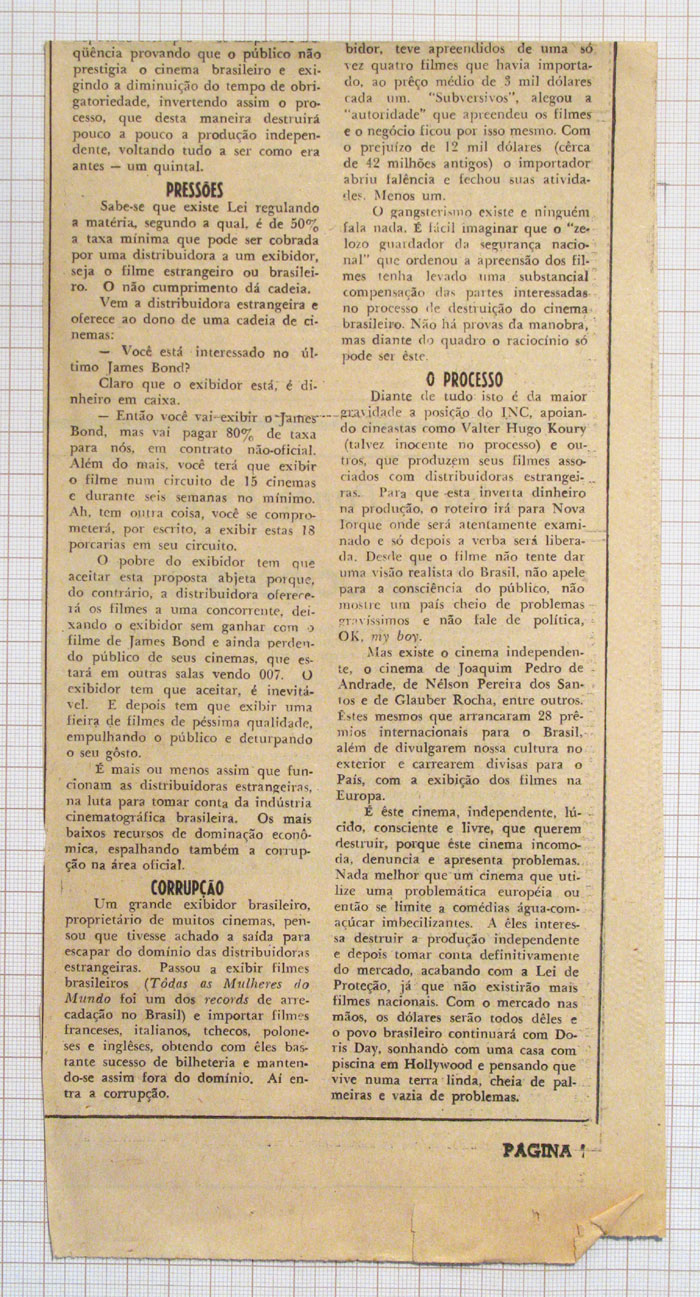 qüência provando que o público não
prestigia o cinema brasileiro e exi-
gindo a diminuição do tempo de obri-
gatoriedade, invertendo assim o pro-
cesso, que desta maneira destruirá
pouco a pouco a produção indepen-
dente, voltando tudo a ser como era
antes — um quintal.
PRESSÕES
Sabe-se que existe Lei regulando
a matéria, segundo a qual, é de 50%
a taxa mínima que pode ser cobrada
por uma distribuidora a um exibidor,
seja o filme estrangeiro ou brasilei-
ro. O não cumprimento dá cadeia.
Vem a distribuidora estrangeira e
oferece ao dono de uma cadeia de ci-
nemas:
— Você está interessado no úl-
timo James Bond?
Claro que o exibidor está, é di-
nheiro em caixa.
— Então você vai exibir o James
Bond, mas vai pagar 80% de taxa
para nós, em contrato não-oficial.
Além do mais, você terá que exibir
o filme num circuito de 15 cinemas
e durante seis semanas no mínimo.
Ah, tem outra coisa, você se compro-
meterá, por escrito, a exibir estas 18
porcarias em seu circuito.
O pobre do exibidor tem que
aceitar esta proposta abjeta porque,
do contrário, a distribuidora oferece-
rá os filmes a uma concorrente, dei-
xando o exibidor sem ganhar com o
filme de James Bond e ainda perden-
do público de seus cinemas, que es-
tará em outras salas vendo 007. O
exibidor tem que aceitar, é inevitá-
vel. E depois tem que exibir uma
fieira de filmes de péssima qualidade,
empulhando o público e deturpando
o seu gôsto.
É mais ou menos assim que fun-
cionam as distribuidoras estrangeiras,
na luta para tomar conta da indústria
cinematográfica brasileira. Os mais
baixos recursos de dominação econô-
mica, espalhando também a corrup-
ção na área oficial.
CORRUPÇÃO
Um grande exibidor brasileiro,
proprietário de muitos cinemas, pen-
sou que tivesse achado a saída para
escapar do domínio das distribuidoras
estrangeiras. Passou a exibir filmes
brasileiros (Tôdas as Mulheres do
Mundo foi um dos records de arre-
cadação no Brasil) e importar filmes
franceses, italianos, tchecos, polone-
ses e inglêses, obtendo com êles bas-
tante sucesso de bilheteria e manten-
do-se assim fora do domínio. Aí en-
tra a corrupção.
bidor, teve apreendidos de uma só
vez quatro filmes que havia importa-
do, ao prêço médio de 3 mil dólares
cada um. "Subversivos", alegou a
"autoridade" que apreendeu os filmes
e o negócio ficou por isso mesmo. Com
o prejuízo de 12 mil dólares (cêrca
de 42 milhões antigos) o importador
abriu falência e fechou suas ativida-
des. Menos um.
O gangsterismo existe e ninguém
fala nada. É fácil imaginar que o "ze-
lozo guardador da segurança nacio-
nal" que ordenou a apreensão dos fil-
mes tenha levado uma substancial
compensação das partes interessadas
no processo de destruição do cinema
brasileiro. Não há provas da manobra,
mas diante do quadro o raciocínio só
pode ser êste.
O PROCESSO
Diante de tudo isto é da maior
gravidade a posição do INC, apoian-
do cineastas como Valter Hugo Koury
(talvez inocente no processo) e ou-
tros, que produzem seus filmes asso-
ciados com distribuidoras estrangei-
ras. Para que esta inverta dinheiro
na produção, o roteiro irá para Nova
Iorque onde será atentamente exami-
nado e só depois a verba será libera-
da. Desde que o filme não tente dar
uma visão realista do Brasil, não apele
para a consciência do público, não
mostre um país cheio de problemas
gravíssimos e não fale de política,
OK, my boy.
Mas existe o cinema independen-
te, o cinema de Joaquim Pedro de
Andrade, de Nélson Pereira dos San-
tos e de Glauber Rocha, entre outros.
Êstes mesmos que arrancaram 28 prê-
mios internacionais para o Brasil,
além de divulgarem nossa cultura no
exterior e carrearem divisas para o
País, com a exibição dos filmes na
Europa.
É êste cinema, independente, lú-
cido, consciente e livre, que querem
destruir, porque êste cinema incomo-
da, denuncia e apresenta problemas.
Nada melhor que um cinema que uti-
lize uma problemática européia ou
então se limite a comédias água-com-
açúcar imbecilizantes. A êles interes-
sa destruir a produção independente
e depois tomar conta definitivamente
do mercado, acabando com a Lei de
Proteção, já que não existirão mais
filmes nacionais. Com o mercado nas
mãos, os dólares serão todos dêles e
o povo brasileiro continuará com Do-
ris Day, sonhando com uma casa com
piscina em Hollywood e pensando que
vive numa terra linda, cheia de pal-
meiras e vazia de problemas.
PÁGINA